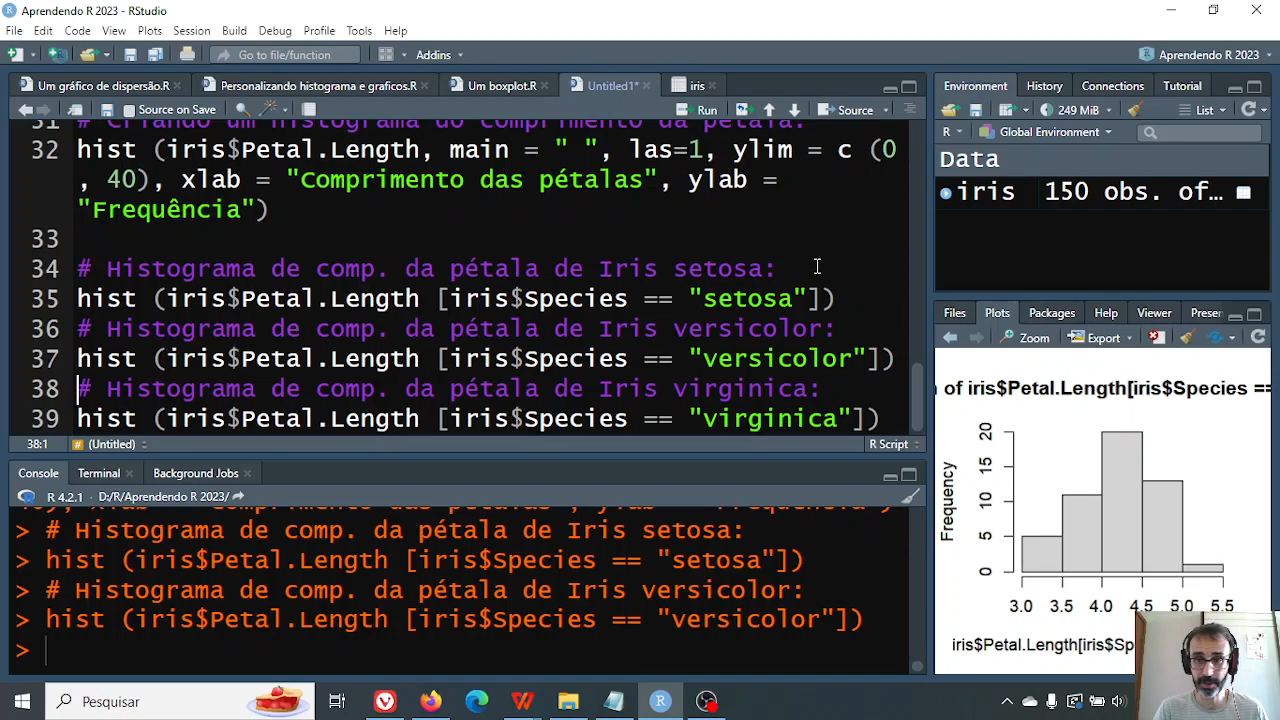 Aprendendo R 2023 - RStudio
File Edit Code View Plots Session Build Debug Profile Tools Help
Go to file/function Addins Aprendendo R 2023
Um gráfico de dispersão.R Personalizando histograma e graficos.R Um boxplot.R Untitled1* iris
Source on Save Run Source
31 # Criando um histograma do comprimento da pétala:
32 hist (iris$Petal.Length, main = " ", las=1, ylim = c (0
, 40), xlab = "Comprimento das pétalas", ylab =
"Frequência")
33
34 # Histograma de comp. da pétala de Iris setosa:
35 hist (iris$Petal.Length [iris$Species == "setosa"])
36 # Histograma de comp. da pétala de Iris versicolor:
37 hist (iris$Petal.Length [iris$Species == "versicolor"])
38 # Histograma de comp. da pétala de Iris virginica:
39 hist (iris$Petal.Length [iris$Species == "virginica"])
38:1 # (Untitled) R Script
Console Terminal Background Jobs
R 4.2.1 · D:/R/Aprendendo R 2023/
> # Histograma de comp. da pétala de Iris setosa:
> hist (iris$Petal.Length [iris$Species == "setosa"])
> # Histograma de comp. da pétala de Iris versicolor:
> hist (iris$Petal.Length [iris$Species == "versicolor"])
>
Environment History Connections Tutorial
249 MiB List
R Global Environment
Data
iris 150 obs. of…
Files Plots Packages Help Viewer Preser
Zoom Export
of iris$Petal.Length[iris$Species ==
Frequency
20
15
10
5
0
3.0 3.5 4.0 4.5 5.0 5.5
iris$Petal.Length[iris$Sp
Pesquisar